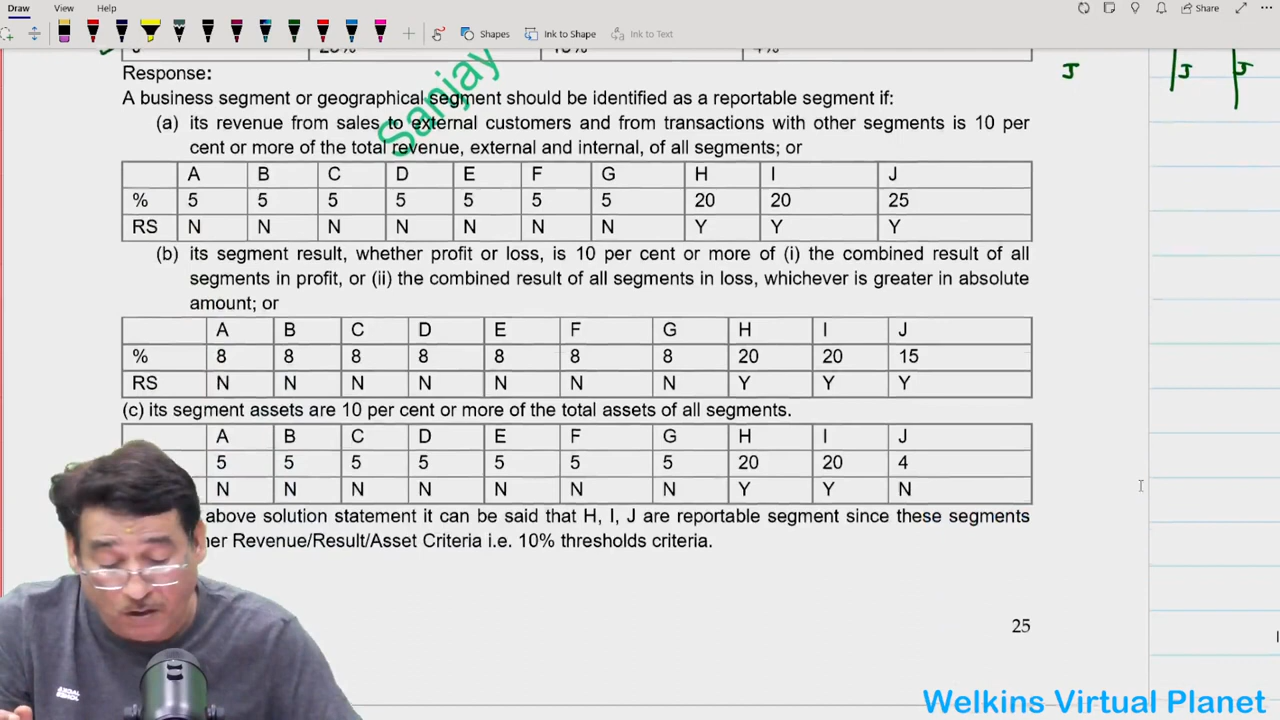 Draw View Help
Share
Shapes Ink to Shape Ink to Text
J J J
Response:
Sanjay
A business segment or geographical segment should be identified as a reportable segment if:
(a) its revenue from sales to external customers and from transactions with other segments is 10 per
cent or more of the total revenue, external and internal, of all segments; or
A B C D E F G H I J
% 5 5 5 5 5 5 5 20 20 25
RS N N N N N N N Y Y Y
(b) its segment result, whether profit or loss, is 10 per cent or more of (i) the combined result of all
segments in profit, or (ii) the combined result of all segments in loss, whichever is greater in absolute
amount; or
A B C D E F G H I J
% 8 8 8 8 8 8 8 20 20 15
RS N N N N N N N Y Y Y
(c) its segment assets are 10 per cent or more of the total assets of all segments.
A B C D E F G H I J
5 5 5 5 5 5 5 20 20 4
N N N N N N N Y Y N
above solution statement it can be said that H, I, J are reportable segment since these segments
Revenue/Result/Asset Criteria i.e. 10% thresholds criteria.
25
Welkins Virtual Planet